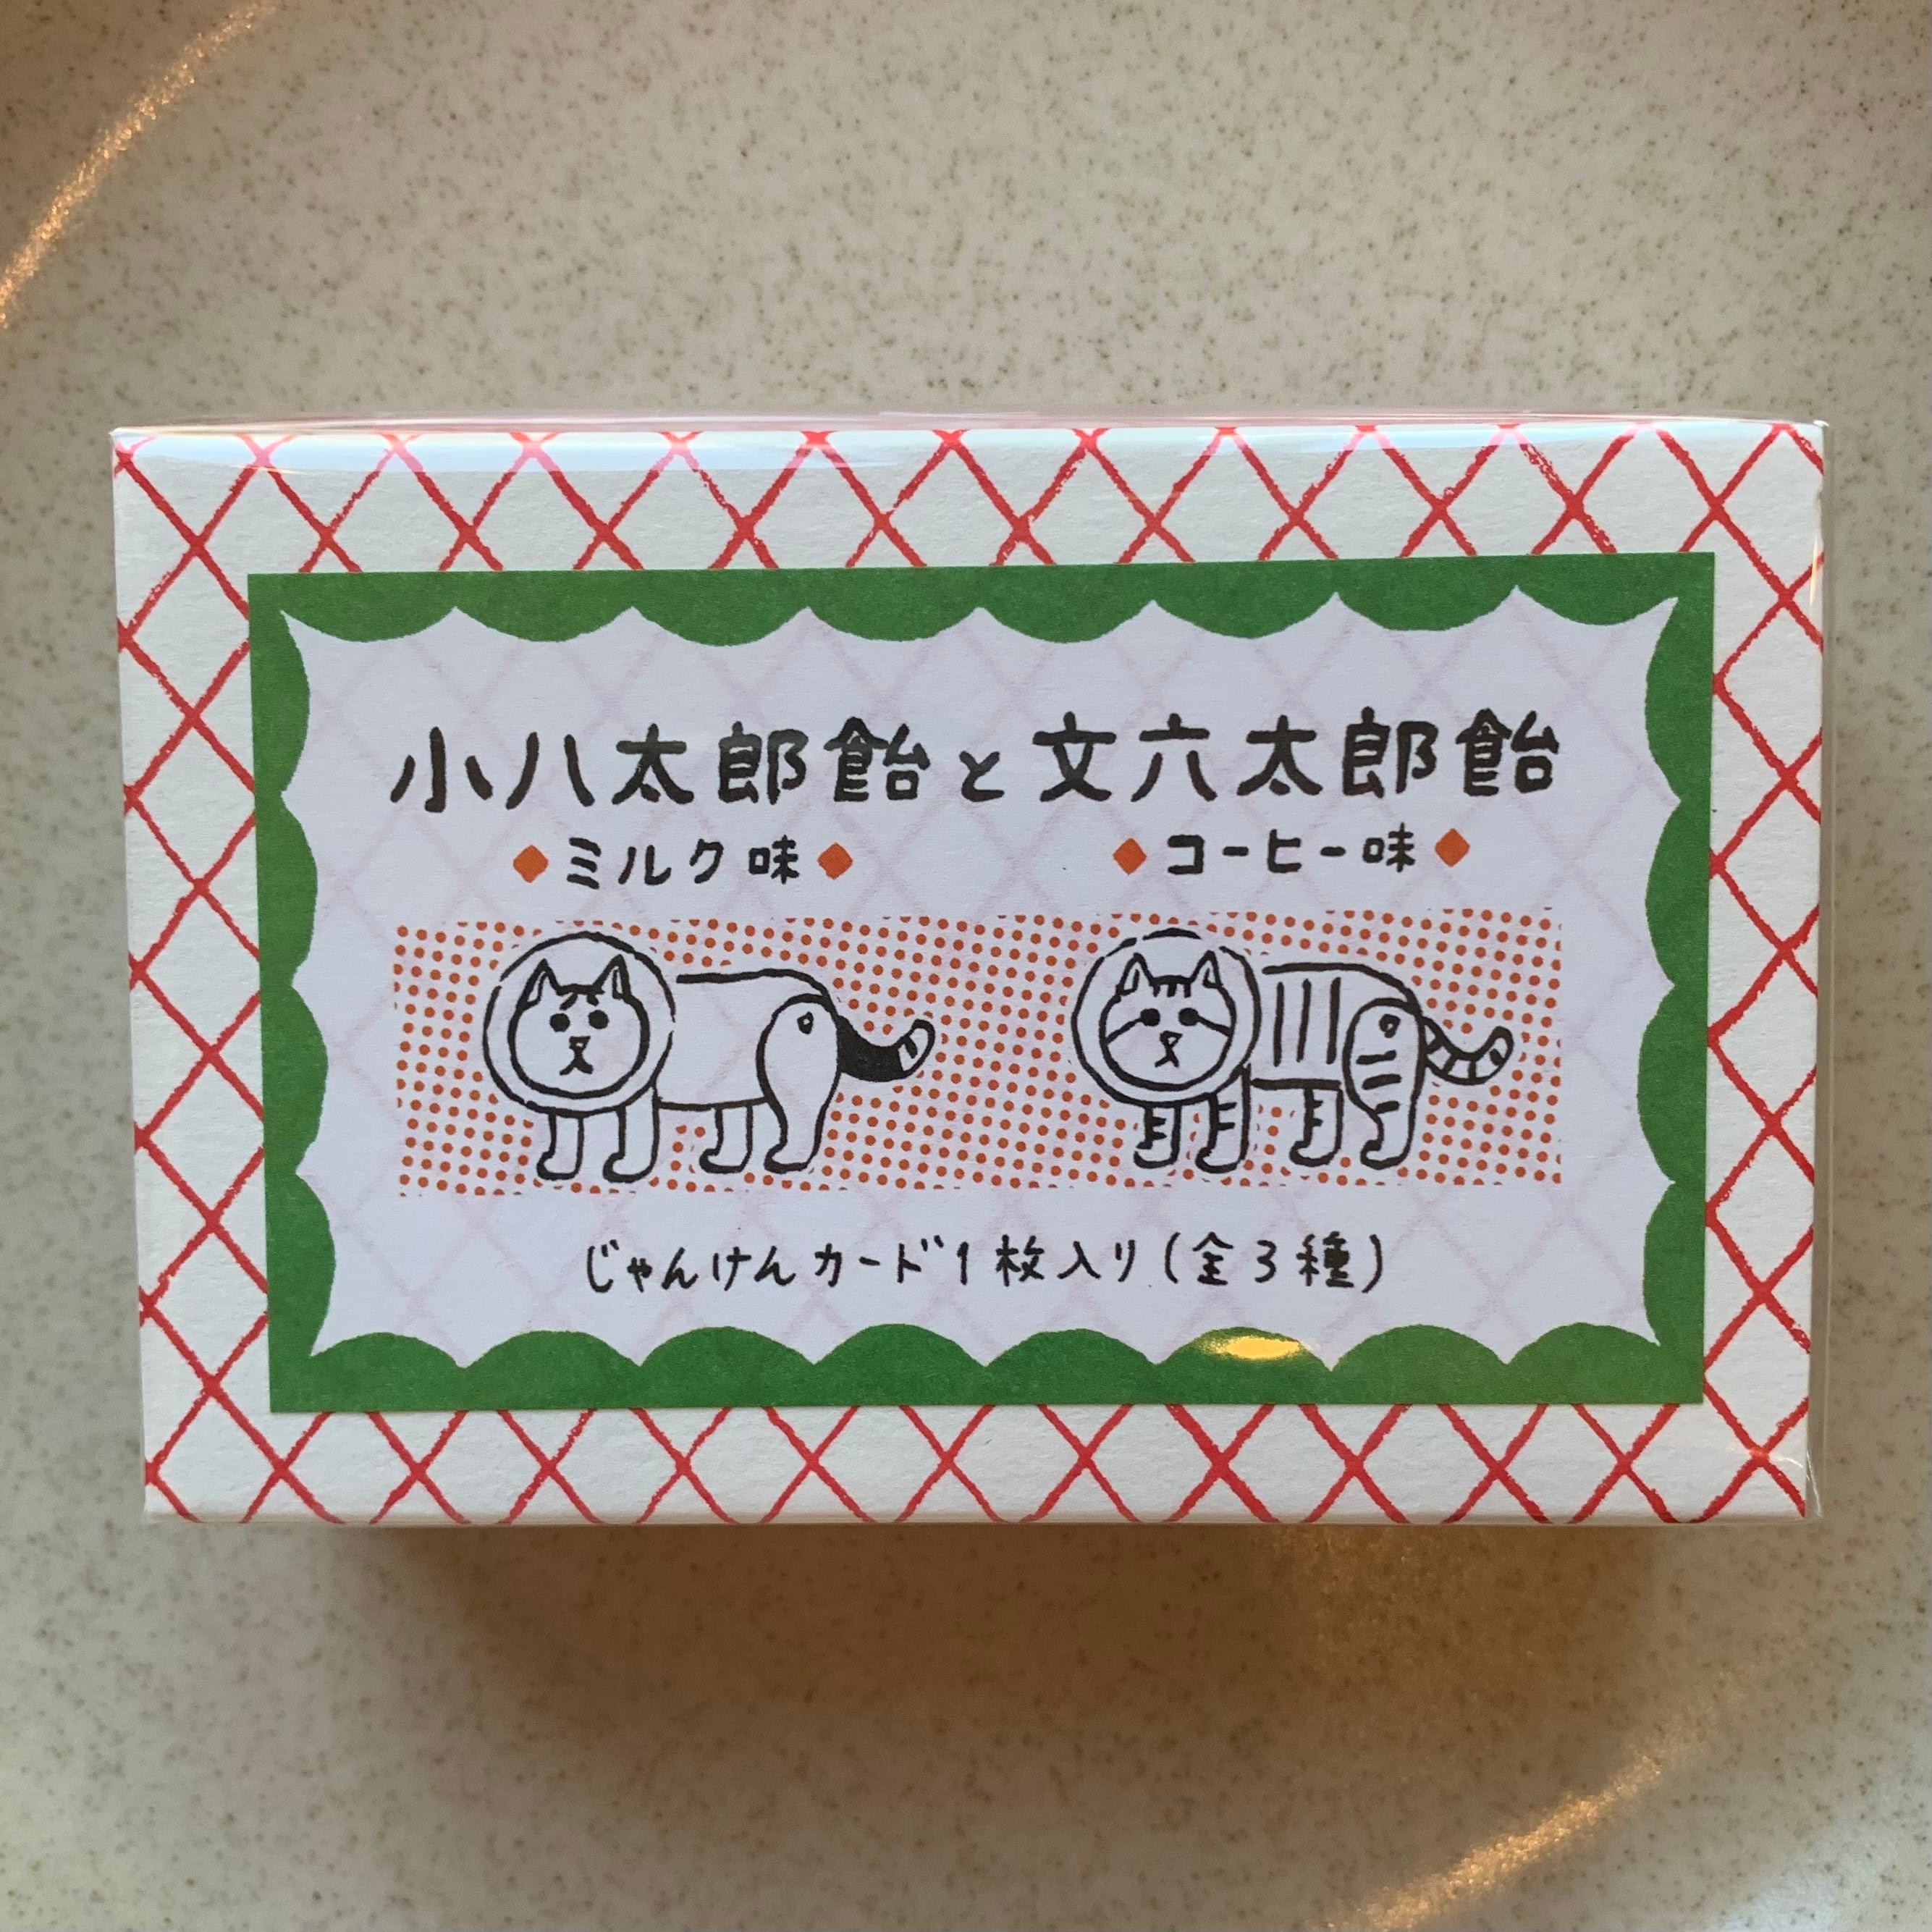 小八太郎飴と文六太郎飴
ミルク味 コーヒー味
じゃんけんカード1枚入り(全3種)